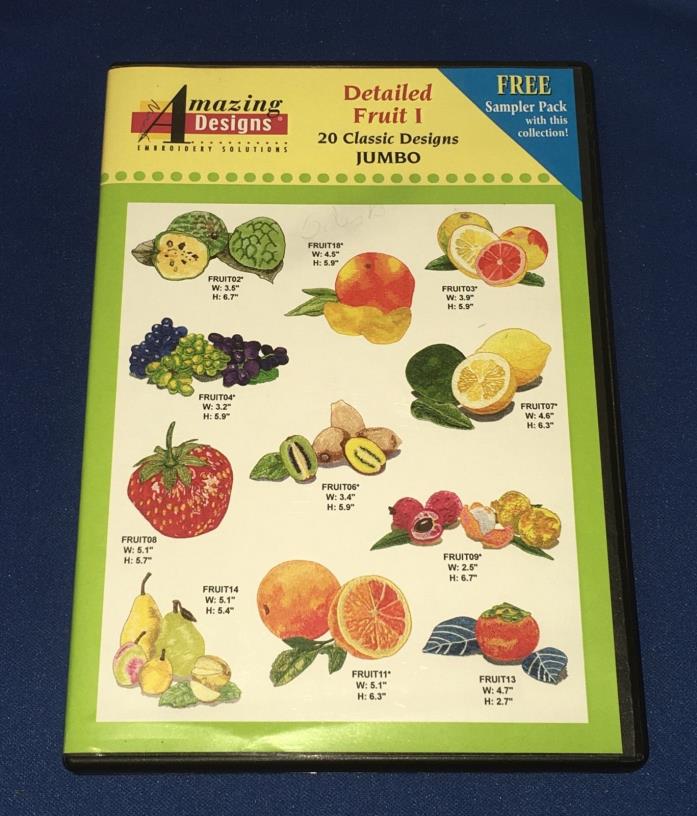 Amazing
Designs®
EMBROIDERY SOLUTIONS
Detailed
Fruit I
20 Classic Designs
JUMBO
FREE
Sampler Pack
with this
collection!
FRUIT02*
W: 3.5"
H: 6.7"
FRUIT18*
W: 4.5"
H: 5.9"
FRUIT03*
W: 3.9"
H: 5.9"
FRUIT04*
W: 3.2"
H: 5.9"
FRUIT07*
W: 4.6"
H: 6.3"
FRUIT06*
W: 3.4"
H: 5.9"
FRUIT08
W: 5.1"
H: 5.7"
FRUIT09*
W: 2.5"
H: 6.7"
FRUIT14
W: 5.1"
H: 5.4"
FRUIT11*
W: 5.1"
H: 6.3"
FRUIT13
W: 4.7"
H: 2.7"